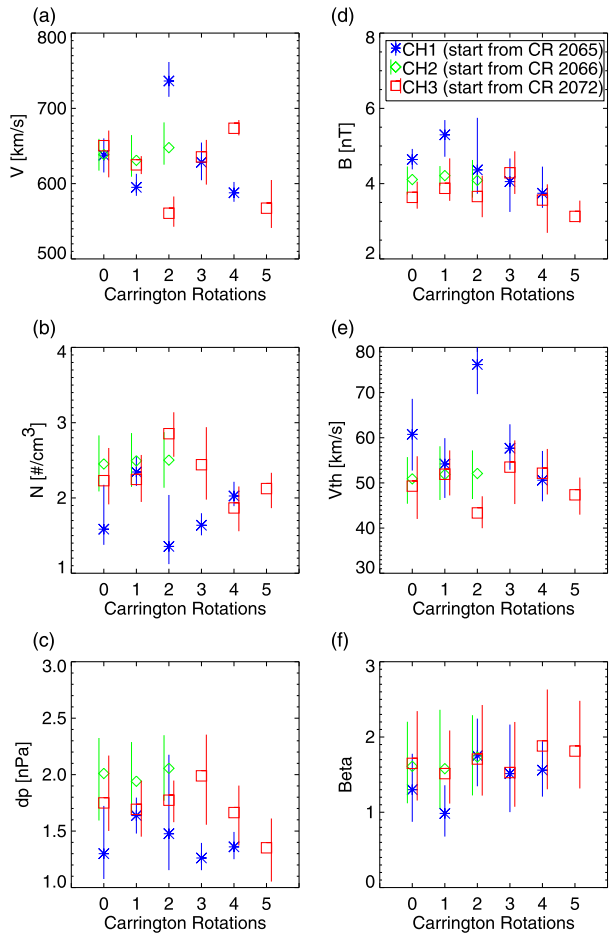 (a)
800
700
600
500
V [km/s]
0 1 2 3 4 5
Carrington Rotations
(d)
CH1 (start from CR 2065)
CH2 (start from CR 2066)
CH3 (start from CR 2072)
8
6
4
2
B [nT]
0 1 2 3 4 5
Carrington Rotations
(b)
4
3
2
1
N [#/cm³]
0 1 2 3 4 5
Carrington Rotations
(e)
80
70
60
50
40
30
Vth [km/s]
0 1 2 3 4 5
Carrington Rotations
(c)
3.0
2.5
2.0
1.5
1.0
dp [nPa]
0 1 2 3 4 5
Carrington Rotations
(f)
3
2
1
0
Beta
0 1 2 3 4 5
Carrington Rotations